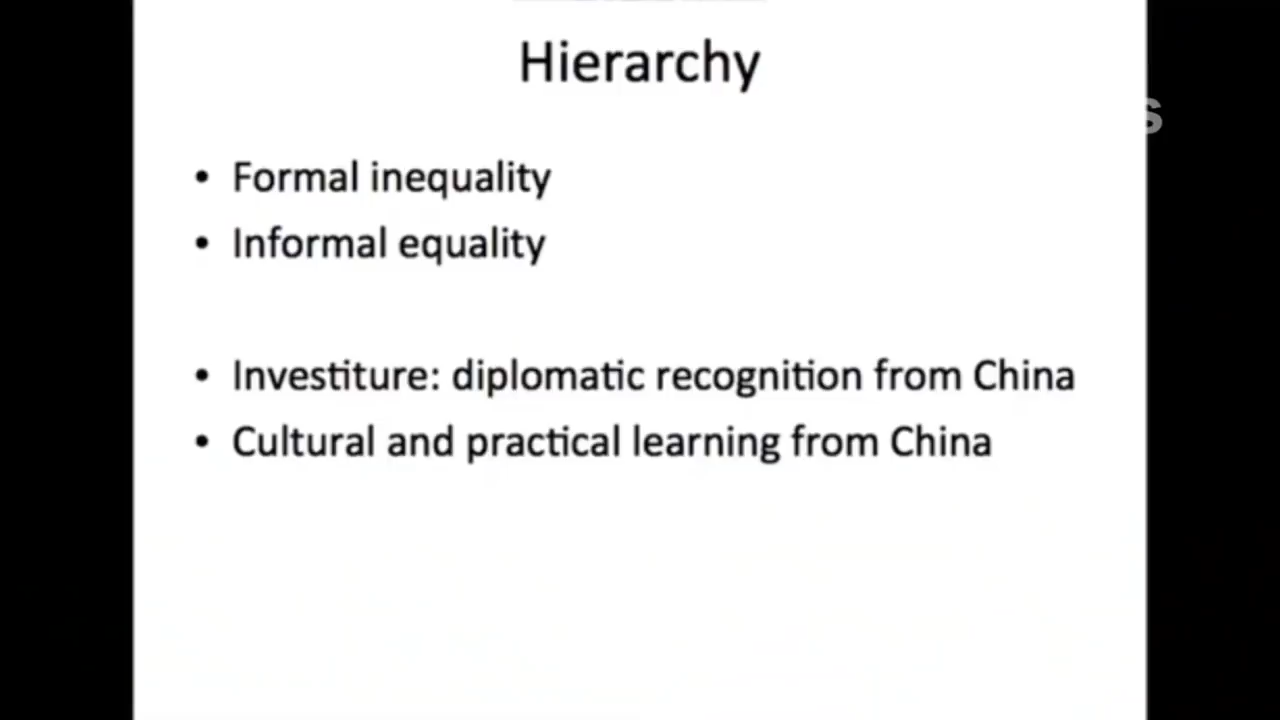 Hierarchy
• Formal inequality
• Informal equality
• Investiture: diplomatic recognition from China
• Cultural and practical learning from China